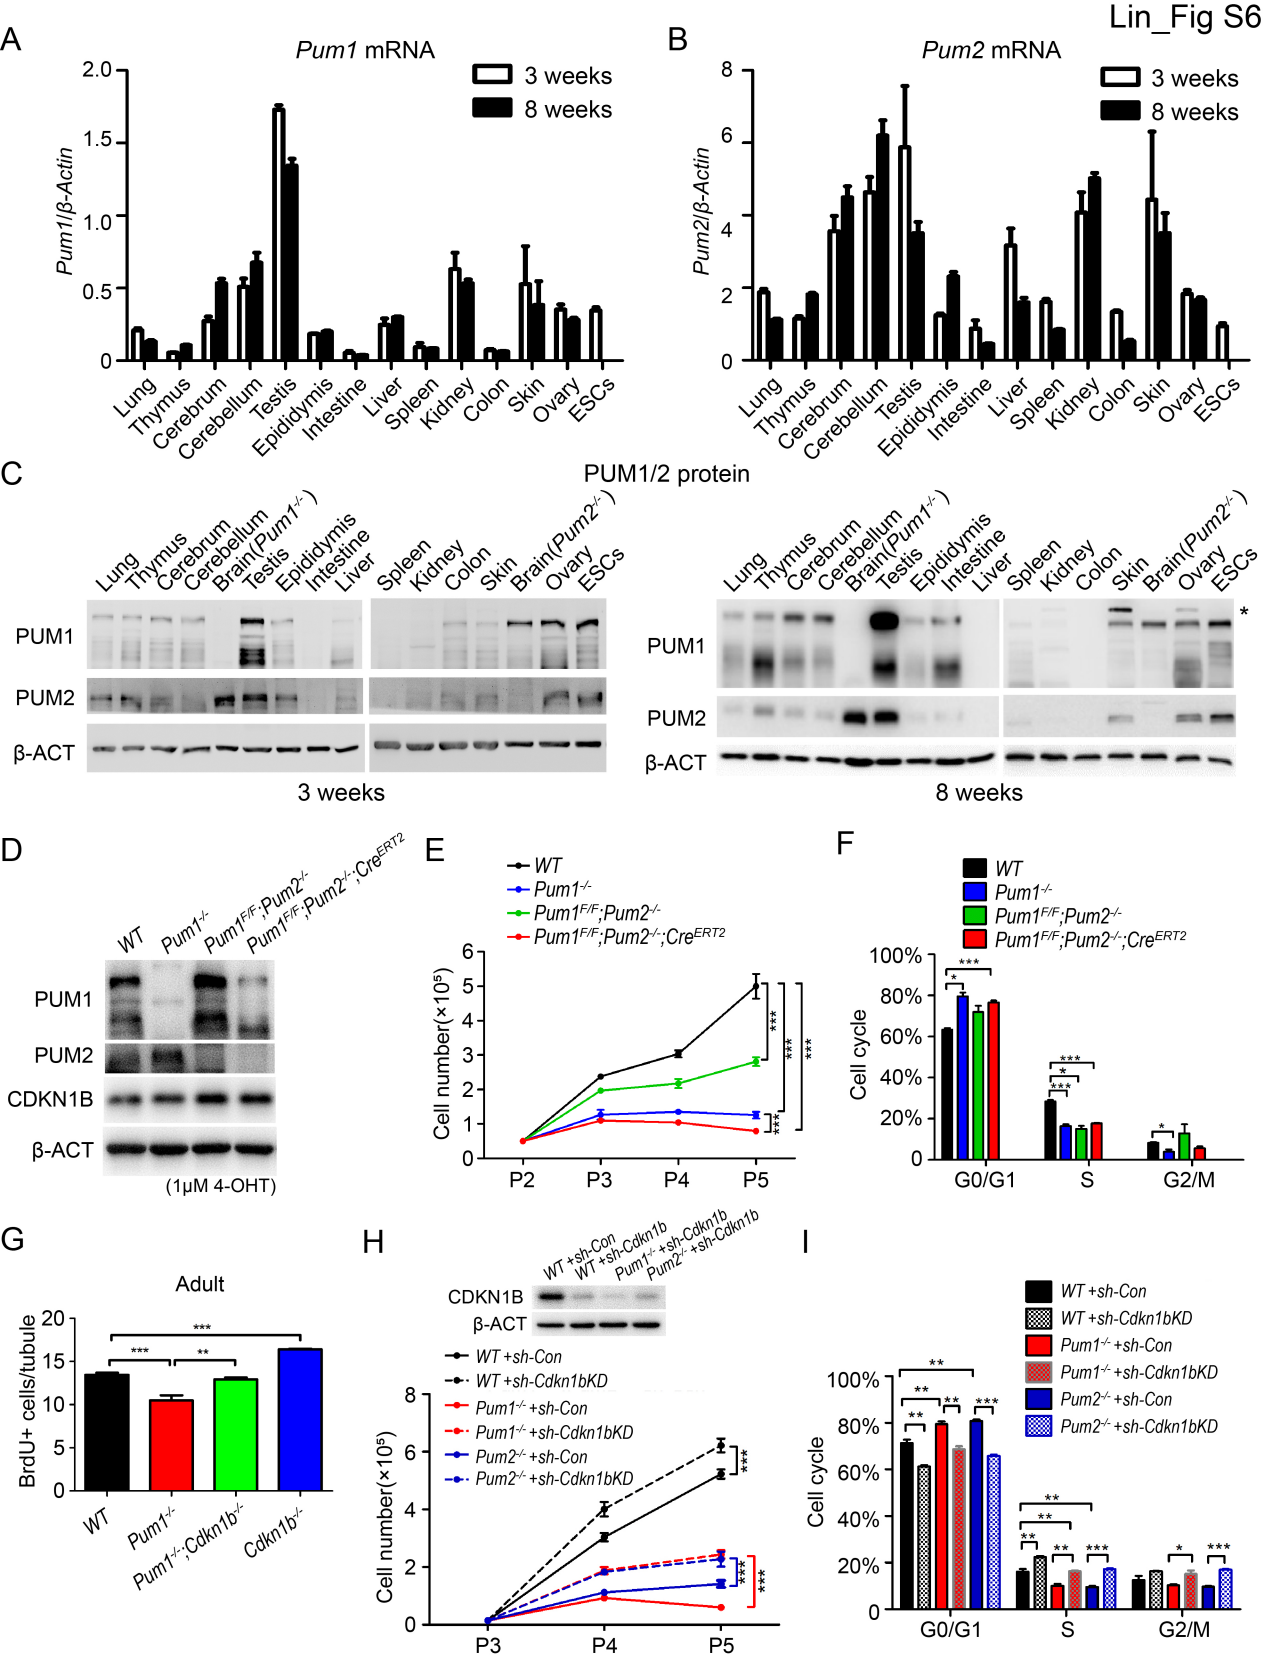 Lin_Fig S6
A
Pum1 mRNA
3 weeks
8 weeks
Pum1/β-Actin
2.0
1.5
1.0
0.5
0
Lung
Thymus
Cerebrum
Cerebellum
Testis
Epididymis
Intestine
Liver
Spleen
Kidney
Colon
Skin
Ovary
ESCs
B
Pum2 mRNA
3 weeks
8 weeks
Pum2/β-Actin
8
6
4
2
0
Lung
Thymus
Cerebrum
Cerebellum
Testis
Epididymis
Intestine
Liver
Spleen
Kidney
Colon
Skin
Ovary
ESCs
C
PUM1/2 protein
Lung
Thymus
Cerebrum
Cerebellum
Brain(Pum1-/-)
Testis
Epididymis
Intestine
Liver
Spleen
Kidney
Colon
Skin
Brain(Pum2-/-)
Ovary
ESCs
PUM1
PUM2
β-ACT
3 weeks
Lung
Thymus
Cerebrum
Cerebellum
Brain(Pum1-/-)
Testis
Epididymis
Intestine
Liver
Spleen
Kidney
Colon
Skin
Brain(Pum2-/-)
Ovary
ESCs
*
PUM1
PUM2
β-ACT
8 weeks
D
WT
Pum1-/-
Pum1F/F;Pum2-/-
Pum1F/F;Pum2-/-;CreERT2
PUM1
PUM2
CDKN1B
β-ACT
(1μM 4-OHT)
E
WT
Pum1-/-
Pum1F/F;Pum2-/-
Pum1F/F;Pum2-/-;CreERT2
Cell number(×10⁵)
6
5
4
3
2
1
0
P2
P3
P4
P5
***
***
***
***
F
WT
Pum1-/-
Pum1F/F;Pum2-/-
Pum1F/F;Pum2-/-;CreERT2
Cell cycle
100%
80%
60%
40%
20%
0
***
*
***
*
***
*
G0/G1
S
G2/M
G
Adult
BrdU+ cells/tubule
20
15
10
5
0
***
***
**
WT
Pum1-/-
Pum1-/-;Cdkn1b-/-
Cdkn1b-/-
H
WT +sh-Con
WT +sh-Cdkn1b
Pum1-/- +sh-Cdkn1b
Pum2-/- +sh-Cdkn1b
CDKN1B
β-ACT
WT +sh-Con
WT +sh-Cdkn1bKD
Pum1-/- +sh-Con
Pum1-/- +sh-Cdkn1bKD
Pum2-/- +sh-Con
Pum2-/- +sh-Cdkn1bKD
Cell number(×10⁵)
8
6
4
2
0
P3
P4
P5
***
***
***
I
WT +sh-Con
WT +sh-Cdkn1bKD
Pum1-/- +sh-Con
Pum1-/- +sh-Cdkn1bKD
Pum2-/- +sh-Con
Pum2-/- +sh-Cdkn1bKD
Cell cycle
100%
80%
60%
40%
20%
0
**
**
**
**
***
**
**
**
**
***
*
***
G0/G1
S
G2/M